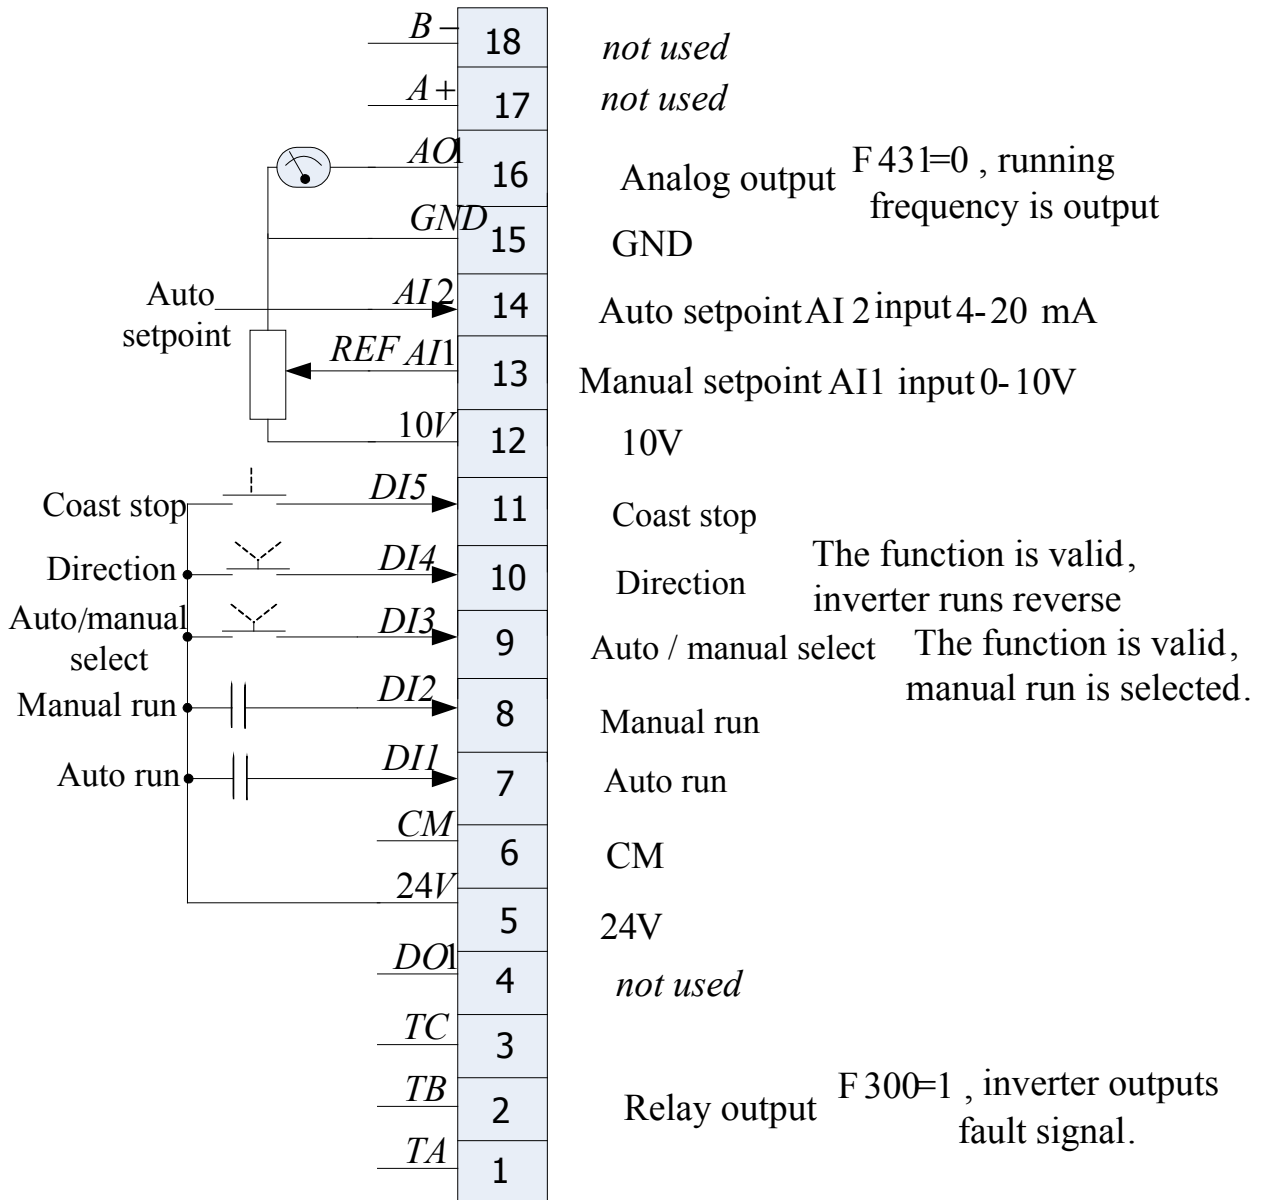 B − 18 not used
A+ 17 not used
AO1 16 Analog output F431=0 , running
frequency is output
GND 15 GND
Auto
setpoint
AI2 14 Auto setpoint AI 2 input 4-20 mA
REF AI1 13 Manual setpoint AI1 input 0-10V
10V 12 10V
Coast stop DI5 11 Coast stop
Direction DI4 10 Direction The function is valid,
inverter runs reverse
Auto/manual
select
DI3 9 Auto / manual select The function is valid,
manual run is selected.
Manual run DI2 8 Manual run
Auto run DI1 7 Auto run
CM 6 CM
24V 5 24V
DO1 4 not used
TC 3
TB 2 Relay output F300=1 , inverter outputs
fault signal.
TA 1